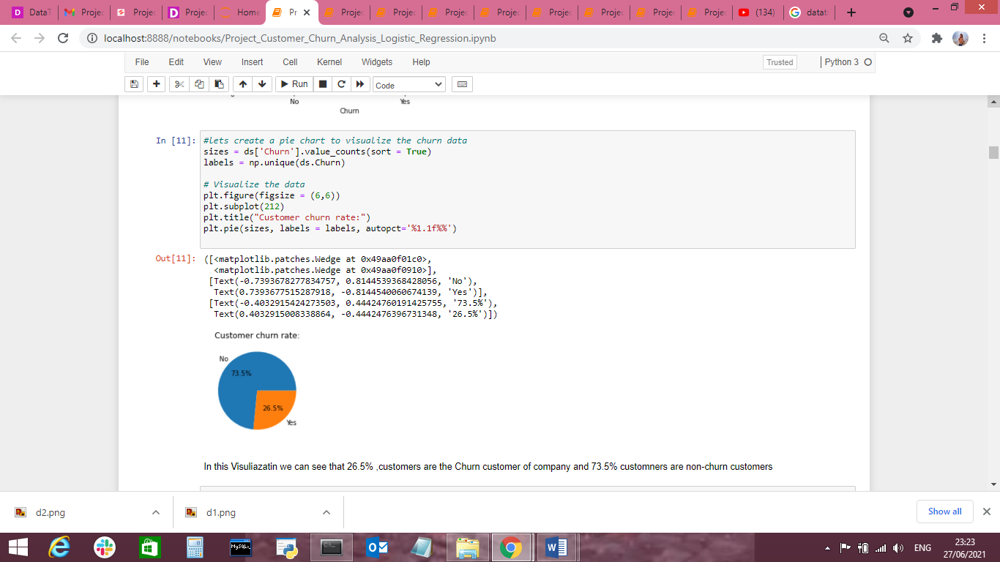 DataT
Projec
Projec
Projec
Home
Pr
Projec
Projec
Projec
Projec
Projec
Projec
Projec
Projec
(134)
datat
localhost:8888/notebooks/Project_Customer_Churn_Analysis_Logistic_Regression.ipynb
File Edit View Insert Cell Kernel Widgets Help Trusted Python 3
Run Code
No Yes
Churn
In [11]: #lets create a pie chart to visualize the churn data
sizes = ds['Churn'].value_counts(sort = True)
labels = np.unique(ds.Churn)
# Visualize the data
plt.figure(figsize = (6,6))
plt.subplot(212)
plt.title("Customer churn rate:")
plt.pie(sizes, labels = labels, autopct='%1.1f%%')
Out[11]: ([<matplotlib.patches.Wedge at 0x49aa0f01c0>,
<matplotlib.patches.Wedge at 0x49aa0f0910>],
[Text(-0.7393678277834757, 0.8144539368428056, 'No'),
Text(0.7393677515287918, -0.8144540060674139, 'Yes')],
[Text(-0.4032915424273503, 0.44424760191425755, '73.5%'),
Text(0.4032915008338864, -0.4442476396731348, '26.5%')])
Customer churn rate:
No
73.5%
26.5%
Yes
In this Visuliazatin we can see that 26.5% ,customers are the Churn customer of company and 73.5% customners are non-churn customers
d2.png d1.png Show all
MySQL
ENG
23:23
27/06/2021